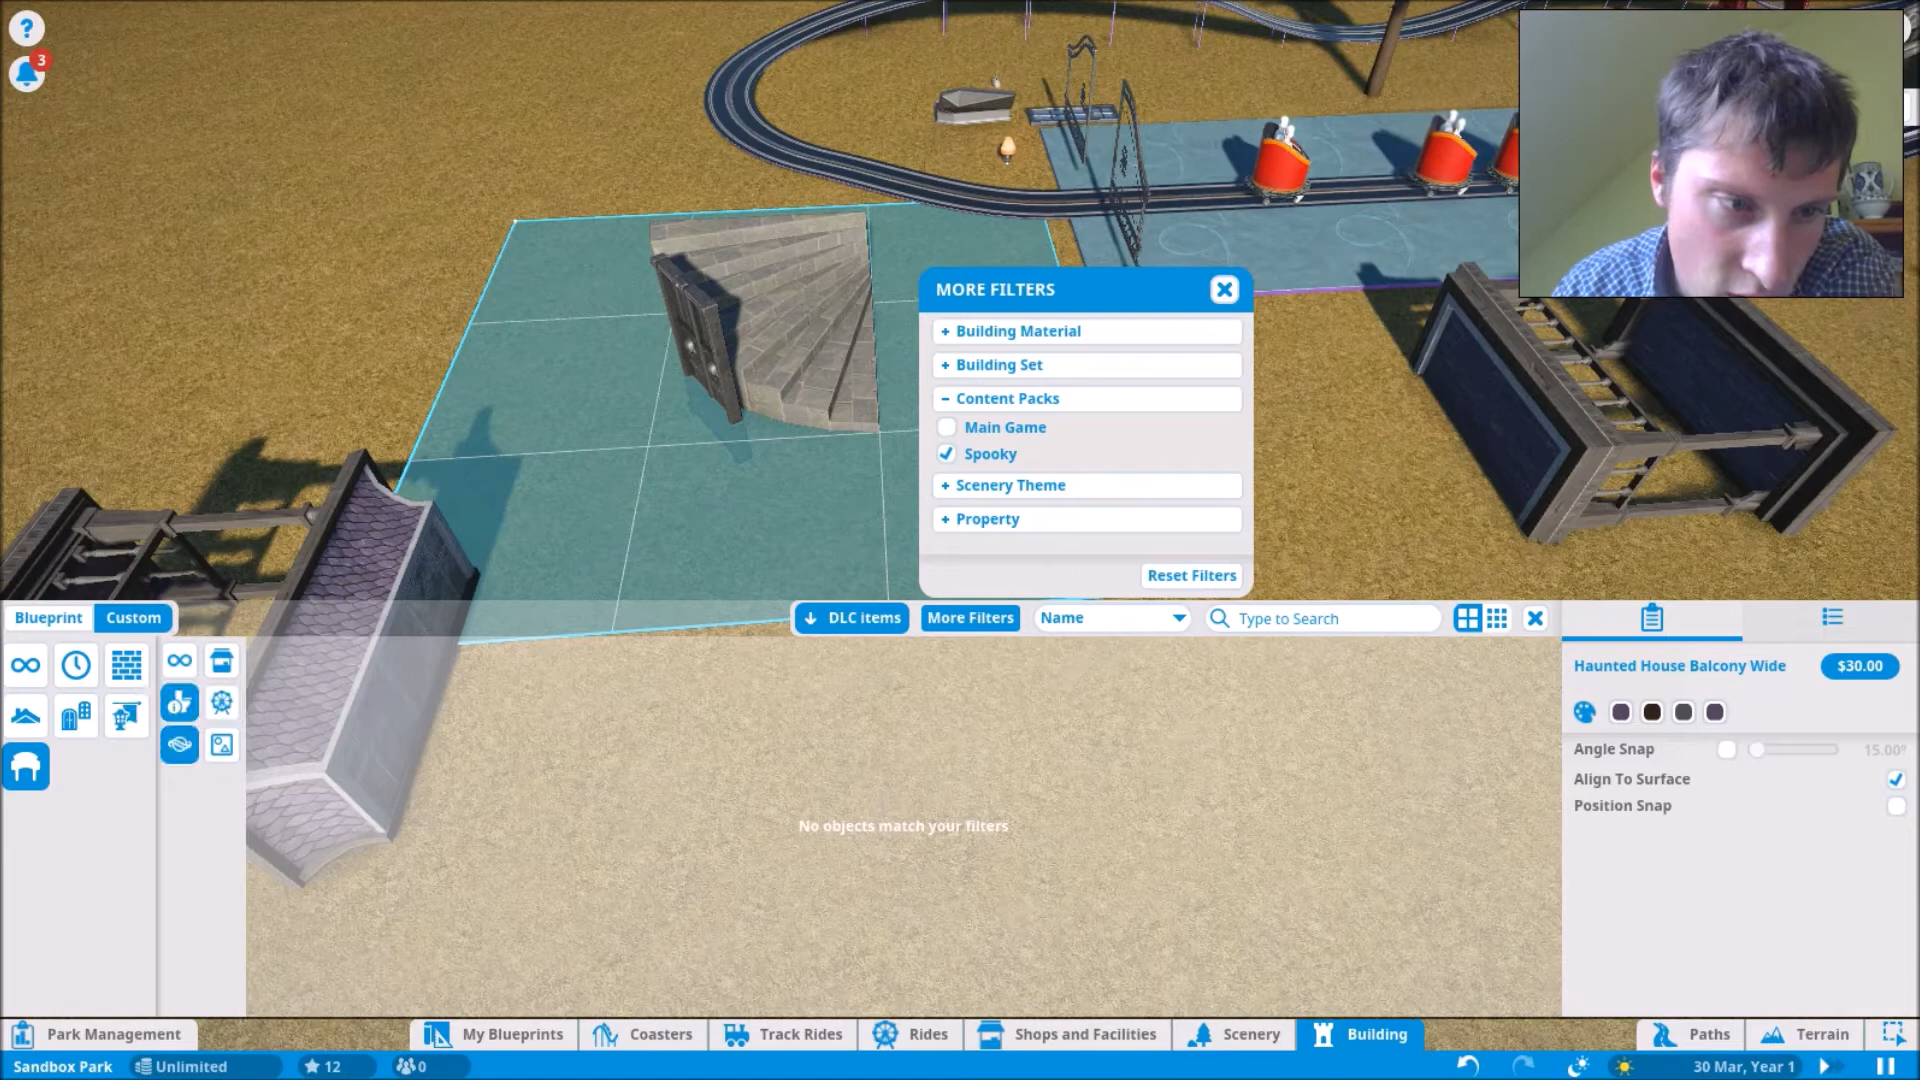 ?
3
MORE FILTERS
+ Building Material
+ Building Set
− Content Packs
Main Game
Spooky
+ Scenery Theme
+ Property
Reset Filters
Blueprint Custom
DLC items More Filters Name Type to Search
Haunted House Balcony Wide $30.00
Angle Snap 15.00°
Align To Surface
Position Snap
No objects match your filters
Park Management My Blueprints Coasters Track Rides Rides Shops and Facilities Scenery Building Paths Terrain
Sandbox Park Unlimited 12 0 30 Mar, Year 1